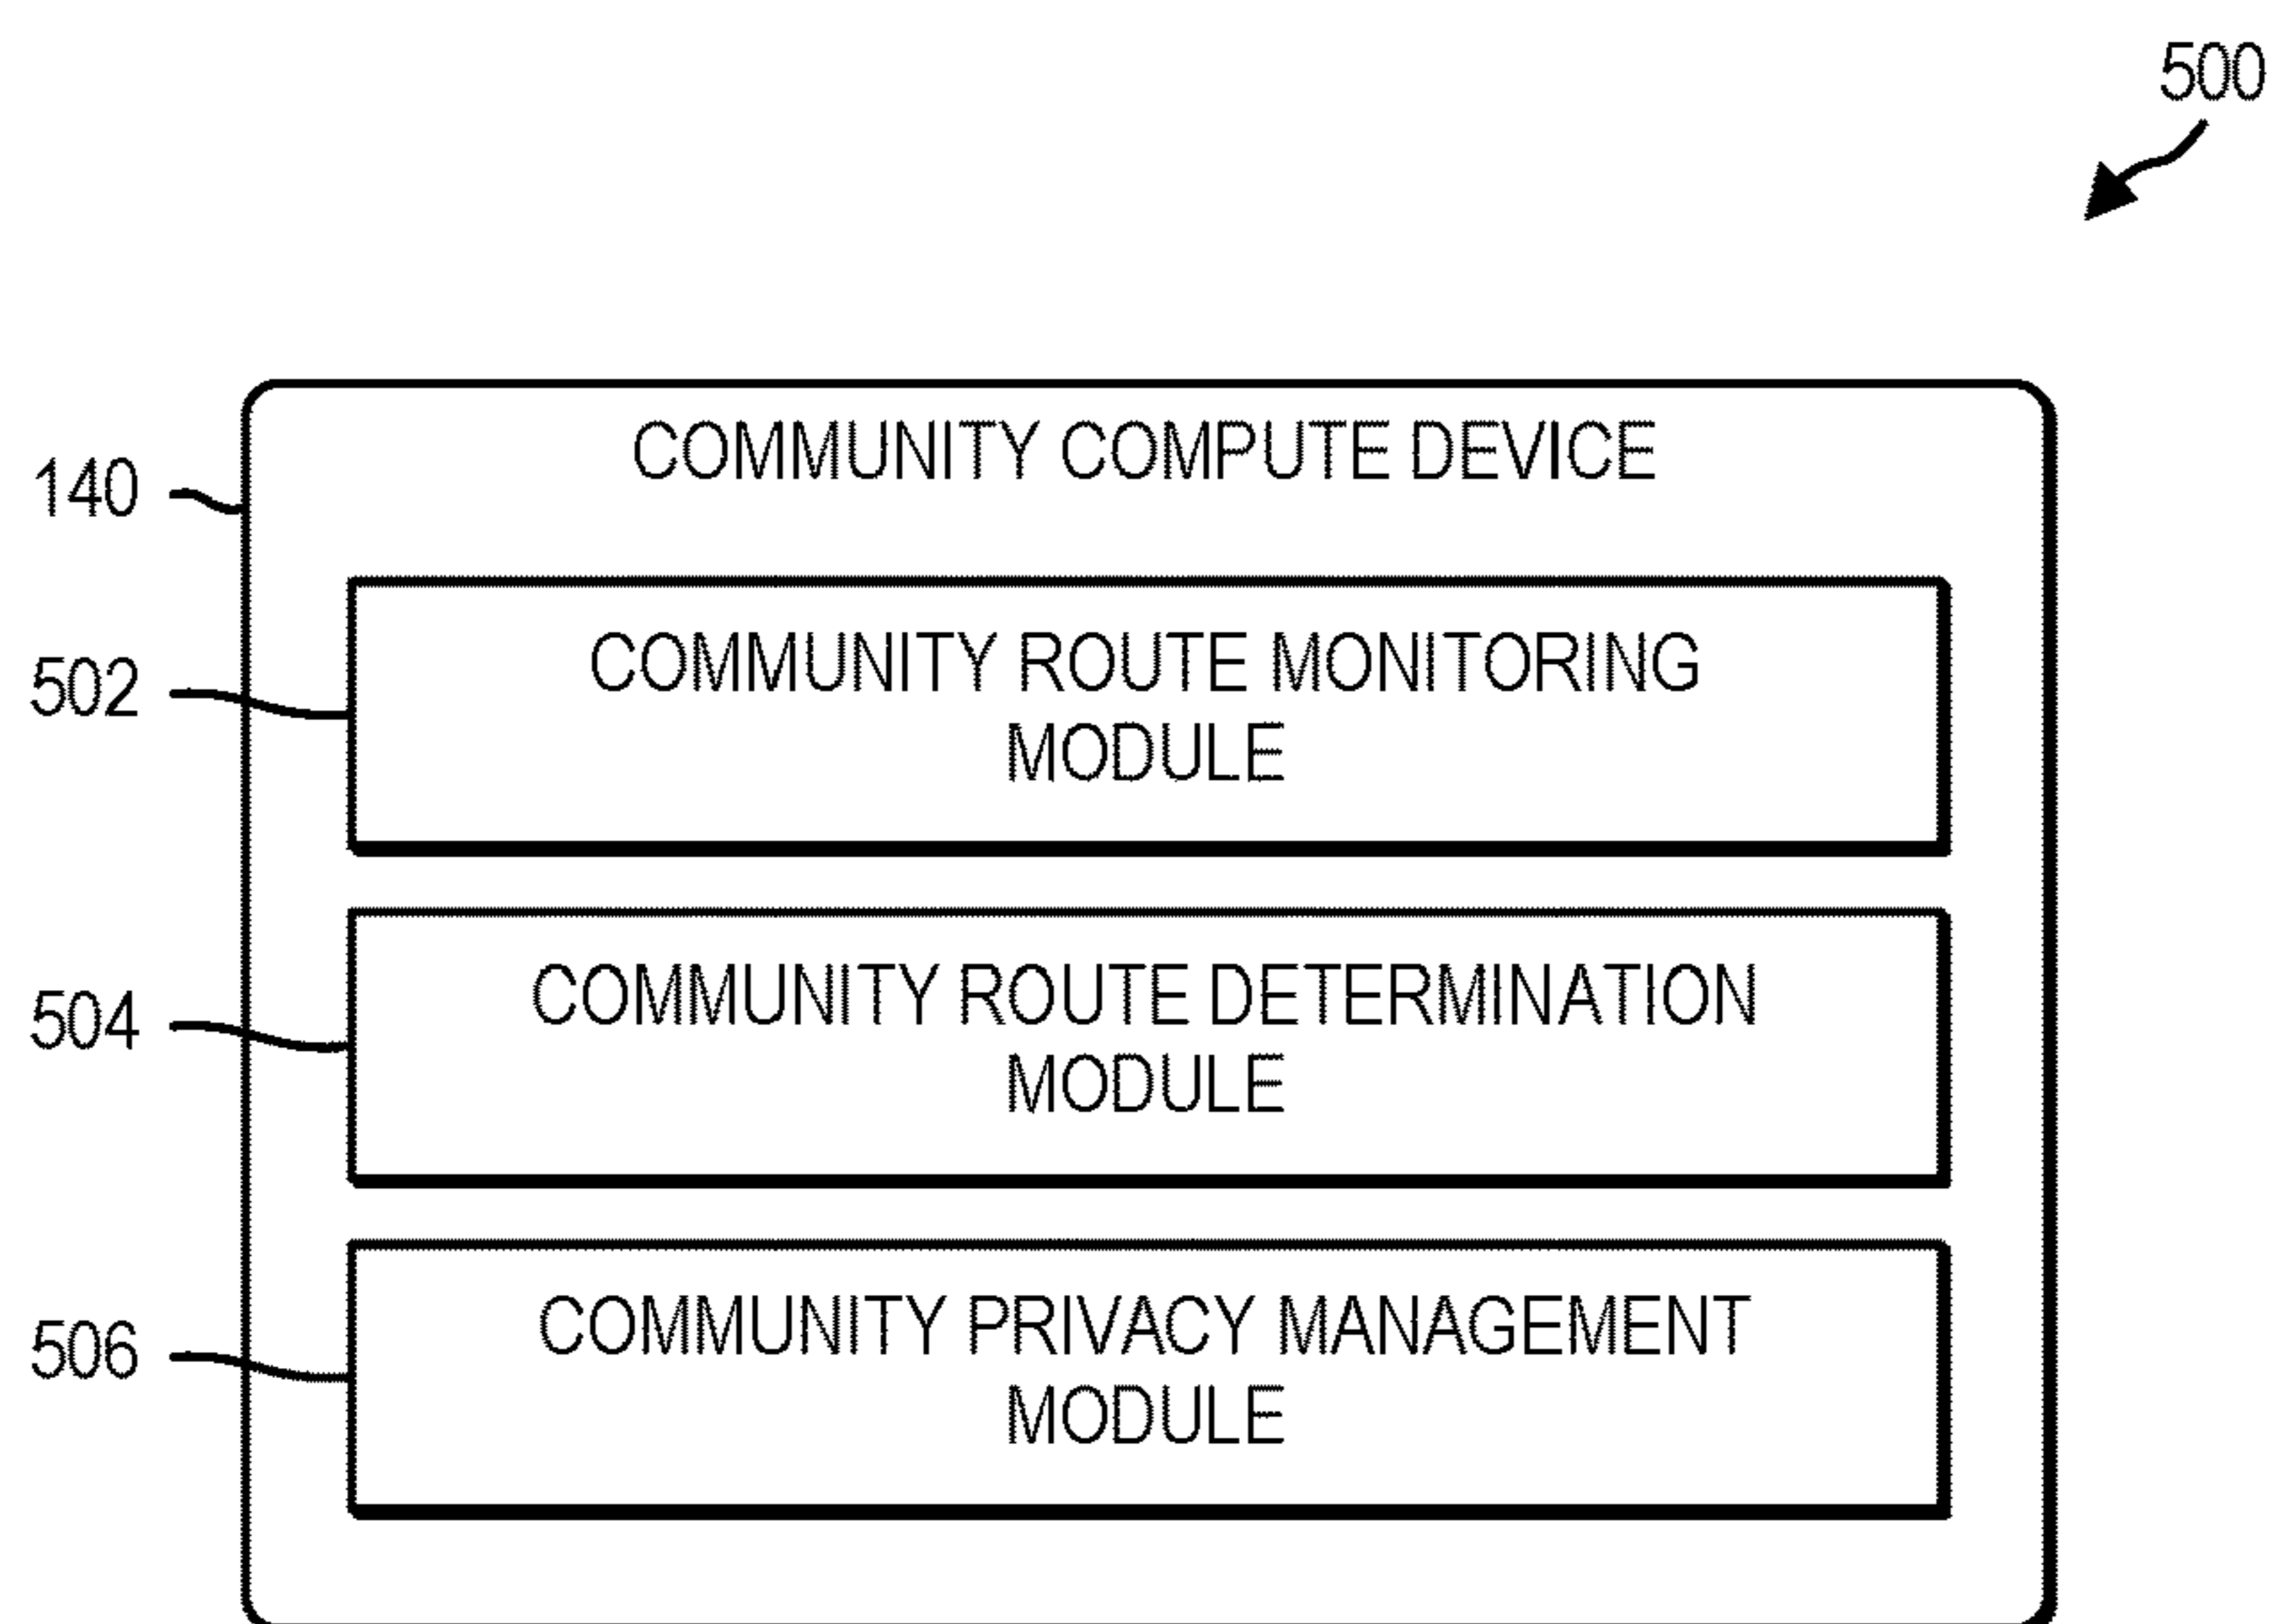 500
COMMUNITY COMPUTE DEVICE
140
COMMUNITY ROUTE MONITORING
MODULE
502
COMMUNITY ROUTE DETERMINATION
MODULE
504
COMMUNITY PRIVACY MANAGEMENT
MODULE
506